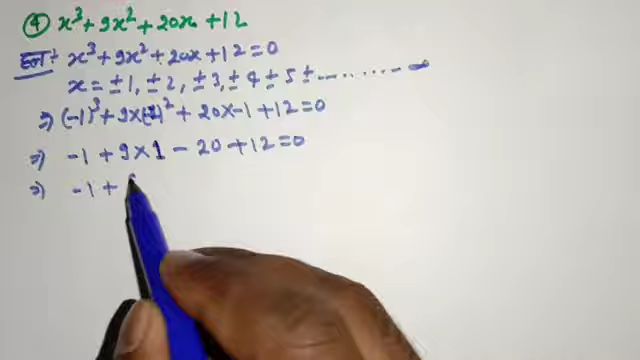 ④ x³ + 9x² + 20x + 12
Sol:- x³ + 9x² + 20x + 12 = 0
x = ±1, ±2, ±3, ±4 ±5 ±......... ∞
⇒ (-1)³ + 9×(-1)² + 20×-1 + 12 = 0
⇒ -1 + 9×1 - 20 + 12 = 0
⇒ -1 +